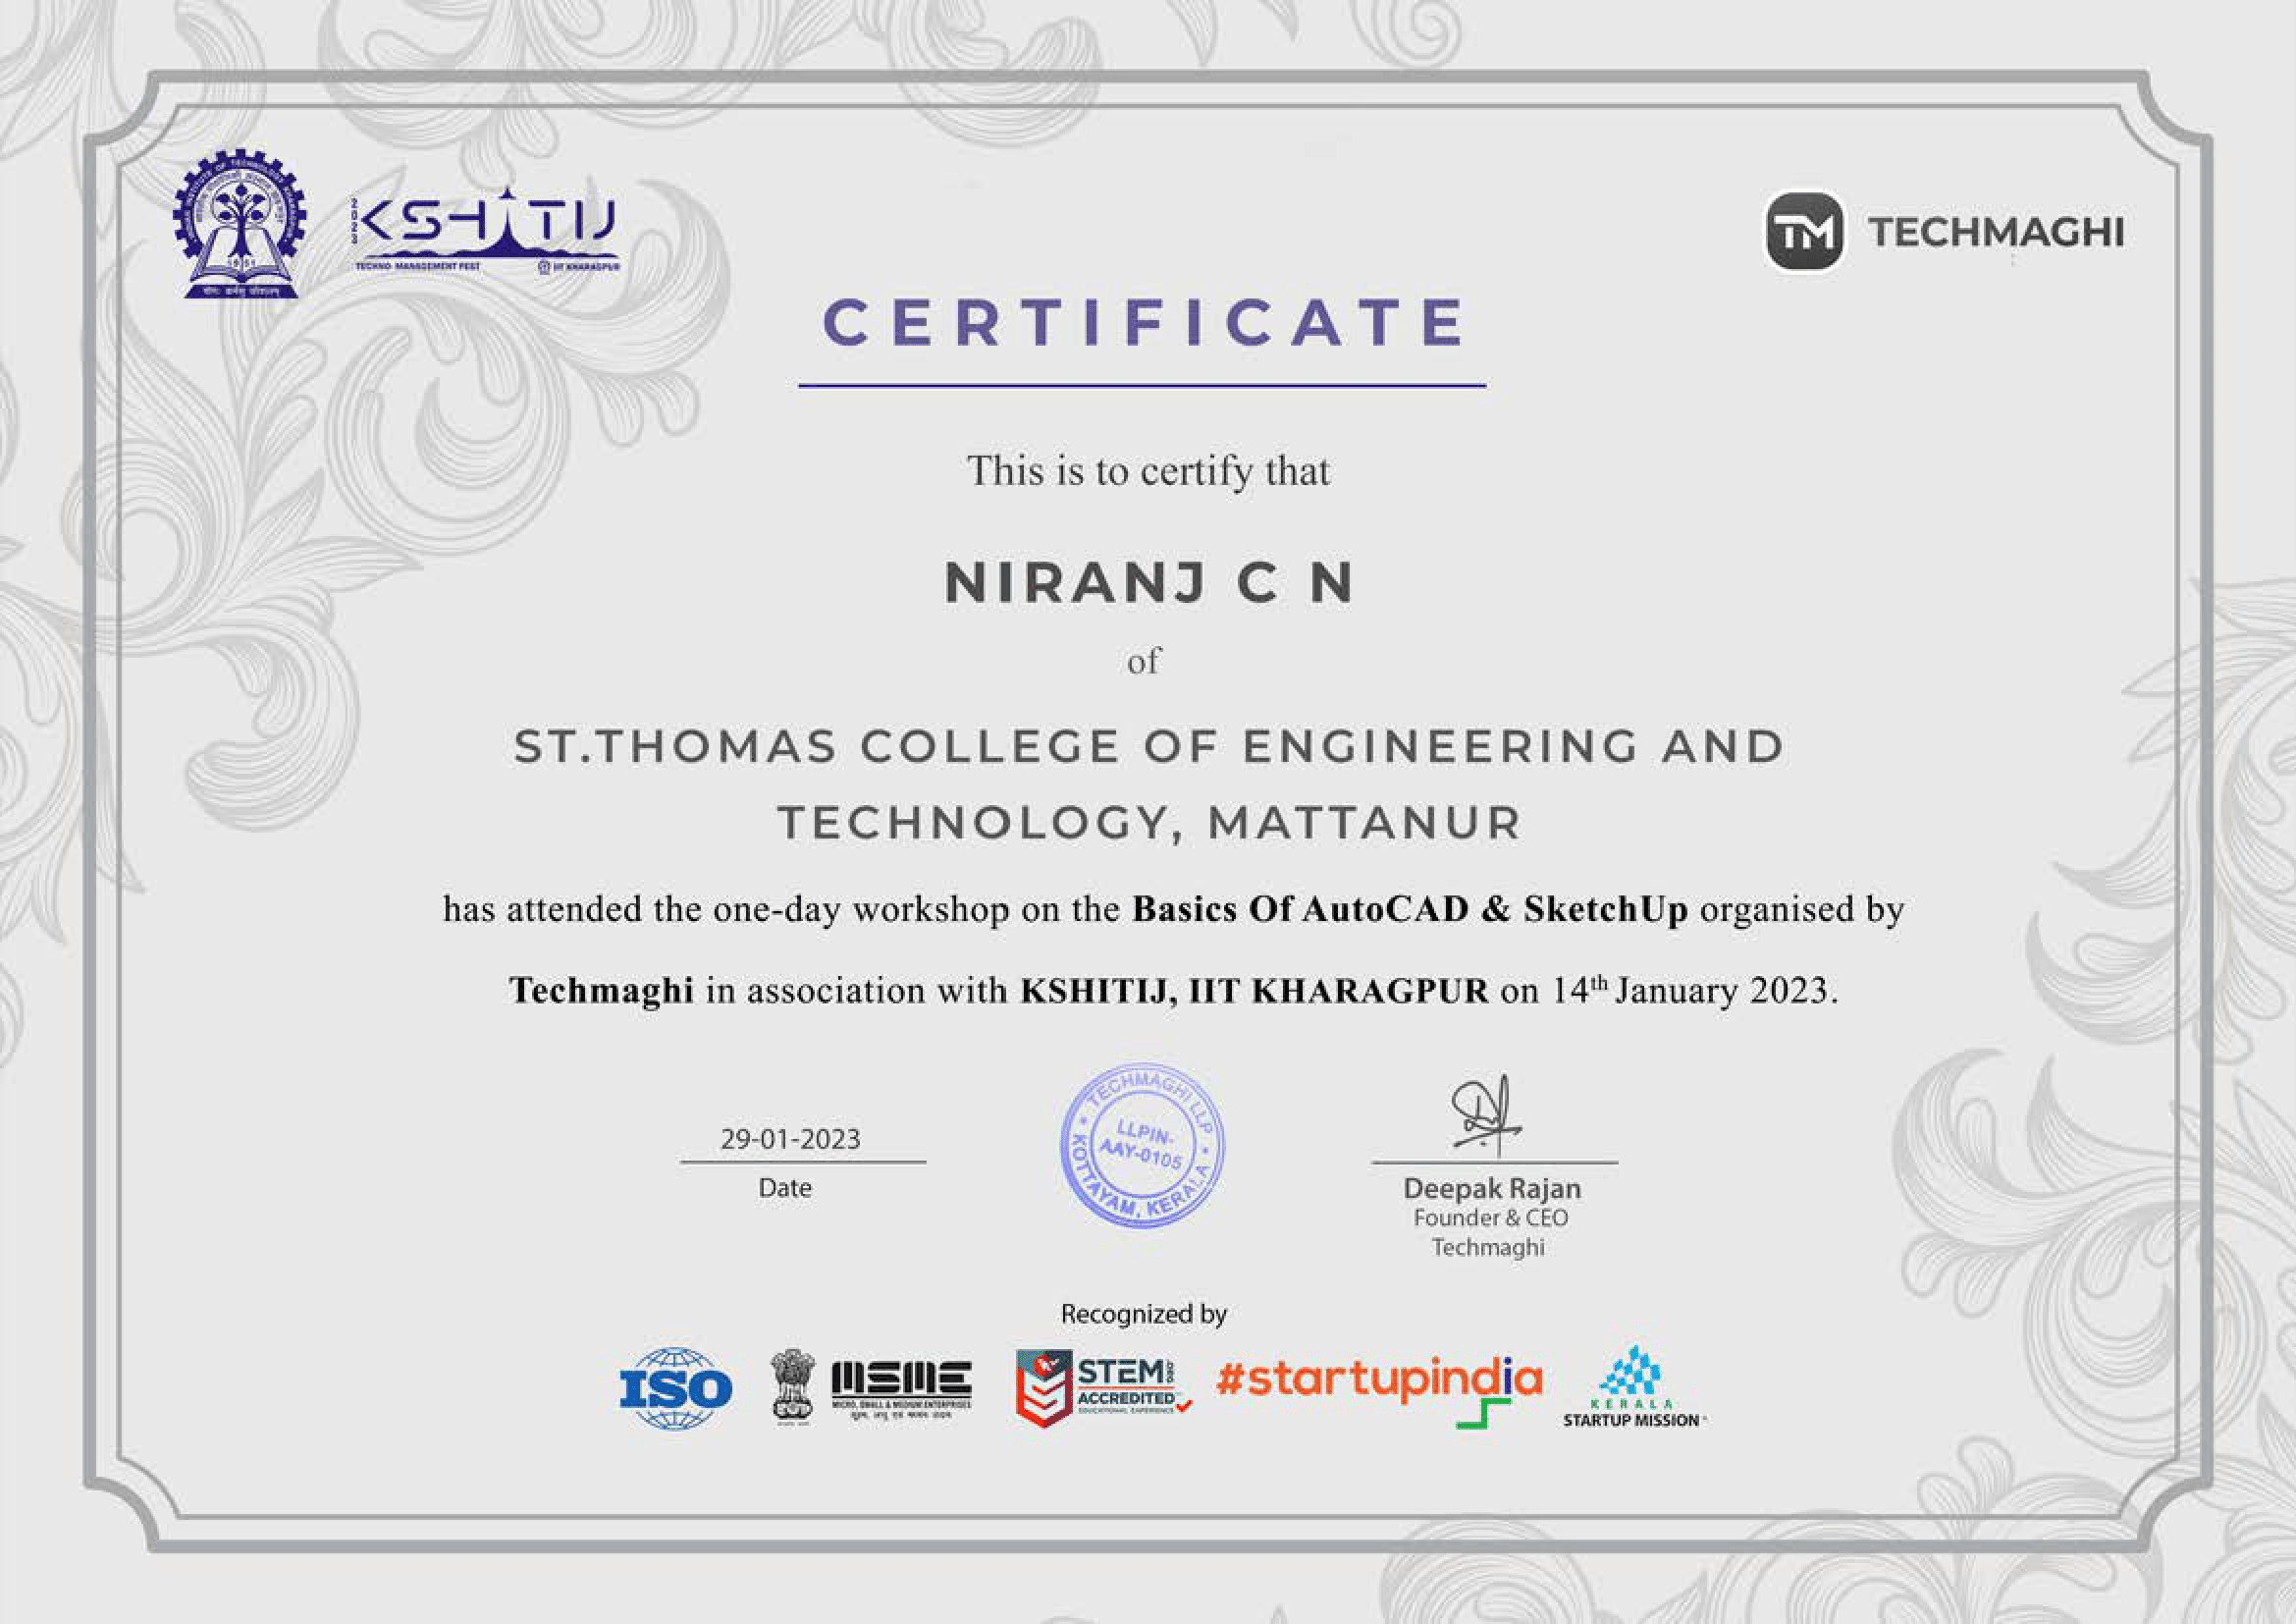 2023
KSHITIJ
TECHNO-MANAGEMENT FEST IIT KHARAGPUR
1951
TM TECHMAGHI
CERTIFICATE
This is to certify that
NIRANJ C N
of
ST.THOMAS COLLEGE OF ENGINEERING AND
TECHNOLOGY, MATTANUR
has attended the one-day workshop on the Basics Of AutoCAD & SketchUp organised by
Techmaghi in association with KSHITIJ, IIT KHARAGPUR on 14th January 2023.
29-01-2023
Date
TECHMAGHI LLP
LLPIN-
AAY-0105
KOTTAYAM, KERALA
Deepak Rajan
Founder & CEO
Techmaghi
Recognized by
ISO
MSME
MICRO, SMALL & MEDIUM ENTERPRISES
STEM.ORG
ACCREDITED
EDUCATIONAL EXPERIENCE
#startupindia
KERALA
STARTUP MISSION